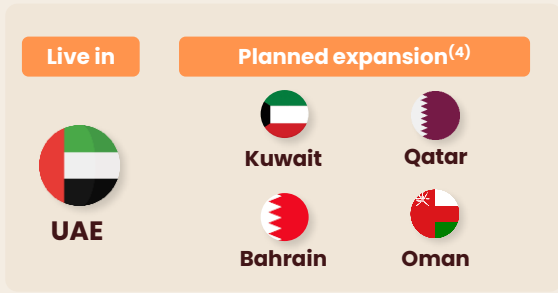 Live in
Planned expansion(4)
Kuwait
Qatar
UAE
Bahrain
Oman